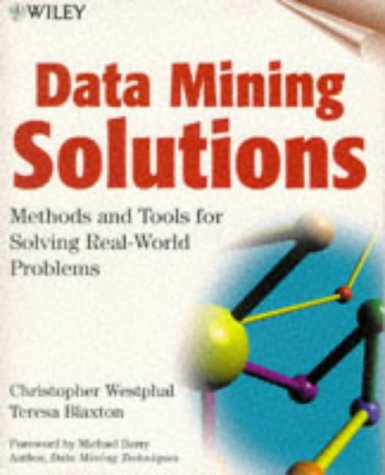 WILEY
Data Mining
Solutions
Methods and Tools for
Solving Real-World
Problems
Christopher Westphal
Teresa Blaxton
Foreword by Michael Berry
Author, Data Mining Techniques